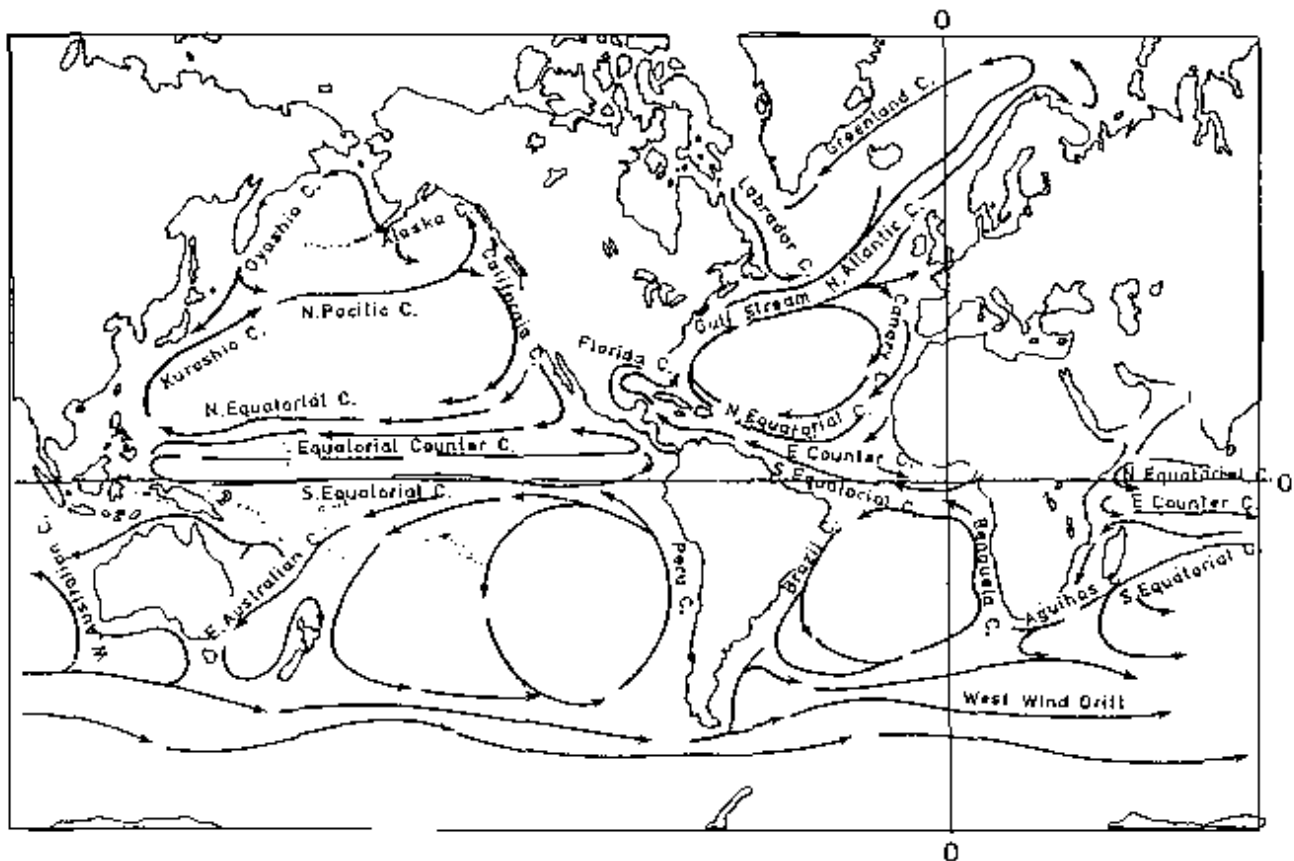 0
Greenland C.
Oyashio C.
Alaska C.
Labrador C.
N. Atlantic C.
California C.
N. Pacific C.
Gulf Stream
Canary C.
Kuroshio C.
Florida C.
N. Equatorial C.
N. Equatorial C.
Equatorial Counter C.
E Counter C.
N Equatorial C.
S. Equatorial C.
S. Equatorial C.
0
E Counter C.
W. Australian C.
E. Australian C.
Peru C.
Brazil C.
Benguela C.
Agulhas
S. Equatorial C.
West Wind Drift
0